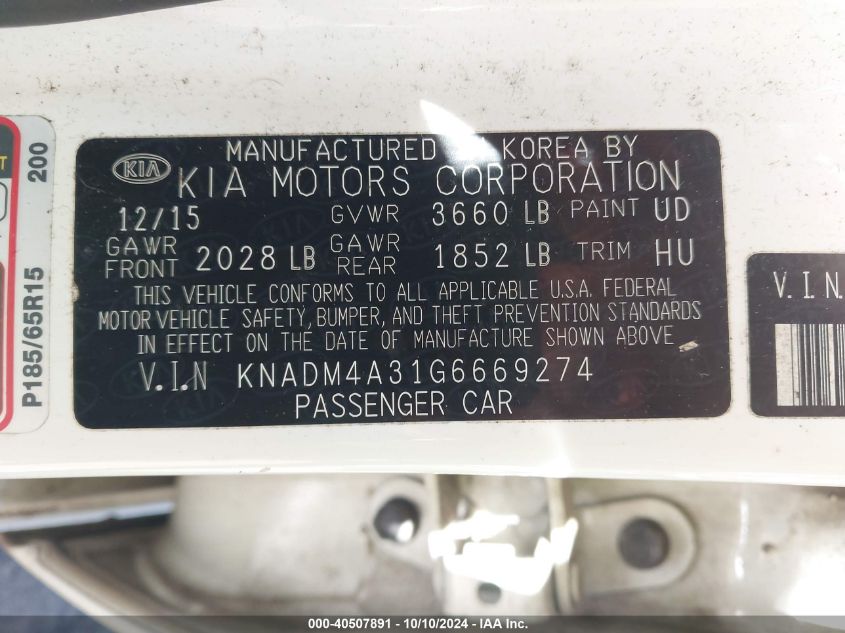 MANUFACTURED KOREA BY
KIA KIA MOTORS CORPORATION
12/15 GVWR 3660 LB PAINT UD
GAWR FRONT 2028 LB GAWR REAR 1852 LB TRIM HU
THIS VEHICLE CONFORMS TO ALL APPLICABLE U.S.A. FEDERAL
MOTOR VEHICLE SAFETY, BUMPER, AND THEFT PREVENTION STANDARDS
IN EFFECT ON THE DATE OF MANUFACTURE SHOWN ABOVE
V.I.N KNADM4A31G6669274
PASSENGER CAR
P185/65R15 200
V.I.N.
000-40507891 - 10/10/2024 - IAA Inc.